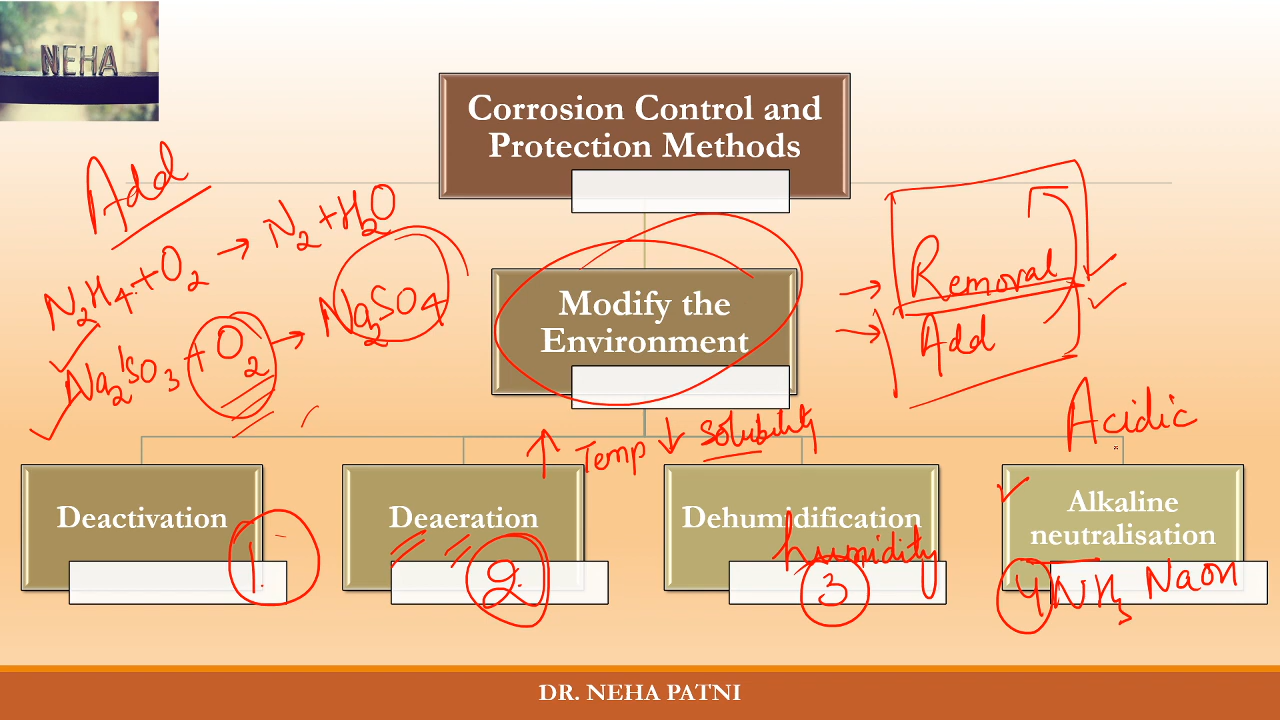 NEHA
Corrosion Control and
Protection Methods
Add
N2H4 + O2 → N2 + H2O
Na2SO3 + O2 → Na2SO4
Modify the
Environment
→ Removal
→ Add
↑ Temp ↓ Solubility
Acidic
Deactivation
1.
Deaeration
2.
Dehumidification
humidity
3
Alkaline
neutralisation
4 NH3 NaOH
DR. NEHA PATNI